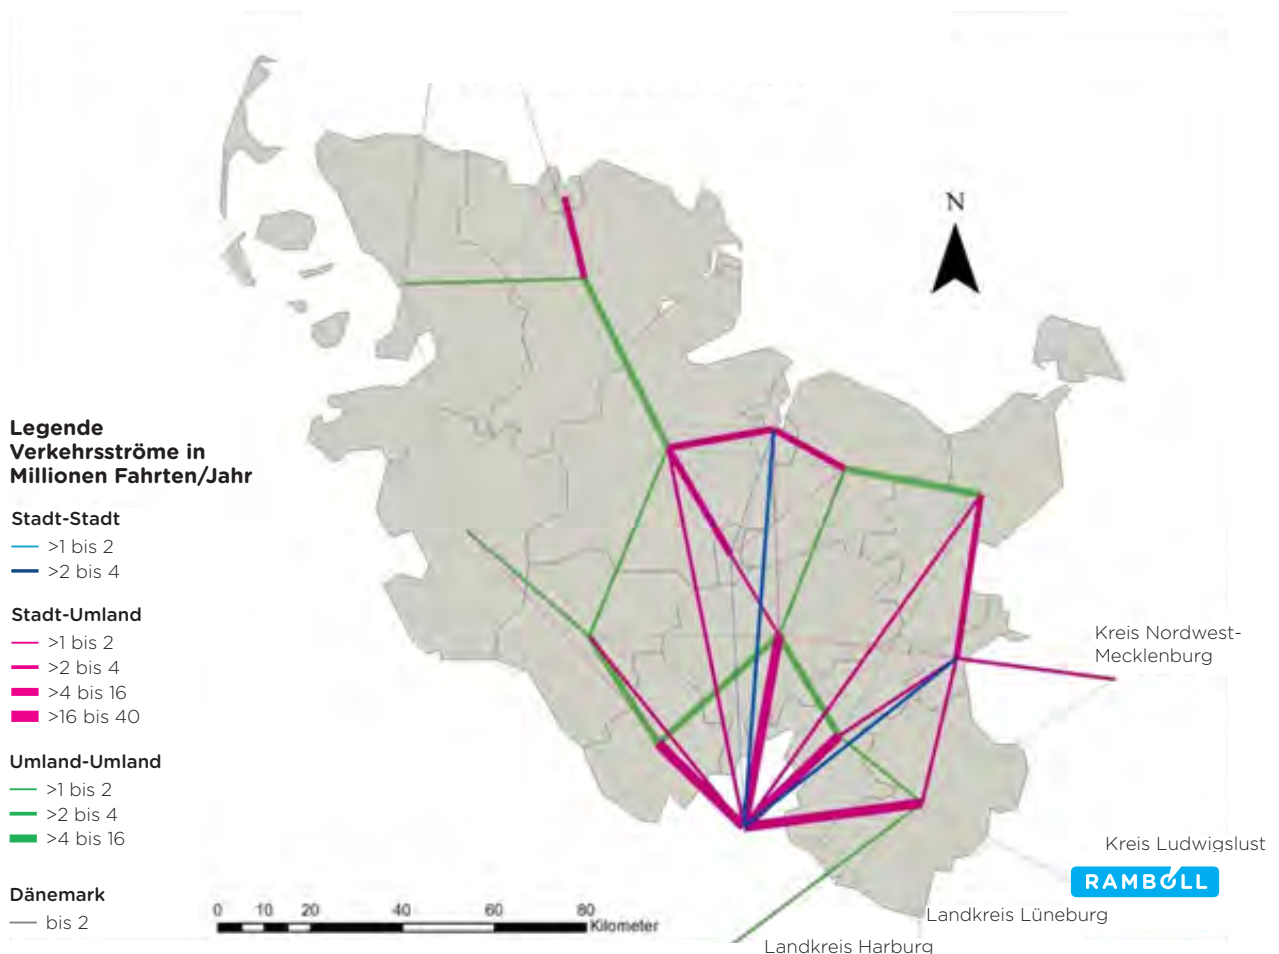 N
Legende
Verkehrsströme in
Millionen Fahrten/Jahr
Stadt-Stadt
>1 bis 2
>2 bis 4
Stadt-Umland
>1 bis 2
>2 bis 4
>4 bis 16
>16 bis 40
Umland-Umland
>1 bis 2
>2 bis 4
>4 bis 16
Dänemark
bis 2
0 10 20 40 60 80
Kilometer
Kreis Nordwest-
Mecklenburg
Kreis Ludwigslust
RAMBOLL
Landkreis Lüneburg
Landkreis Harburg